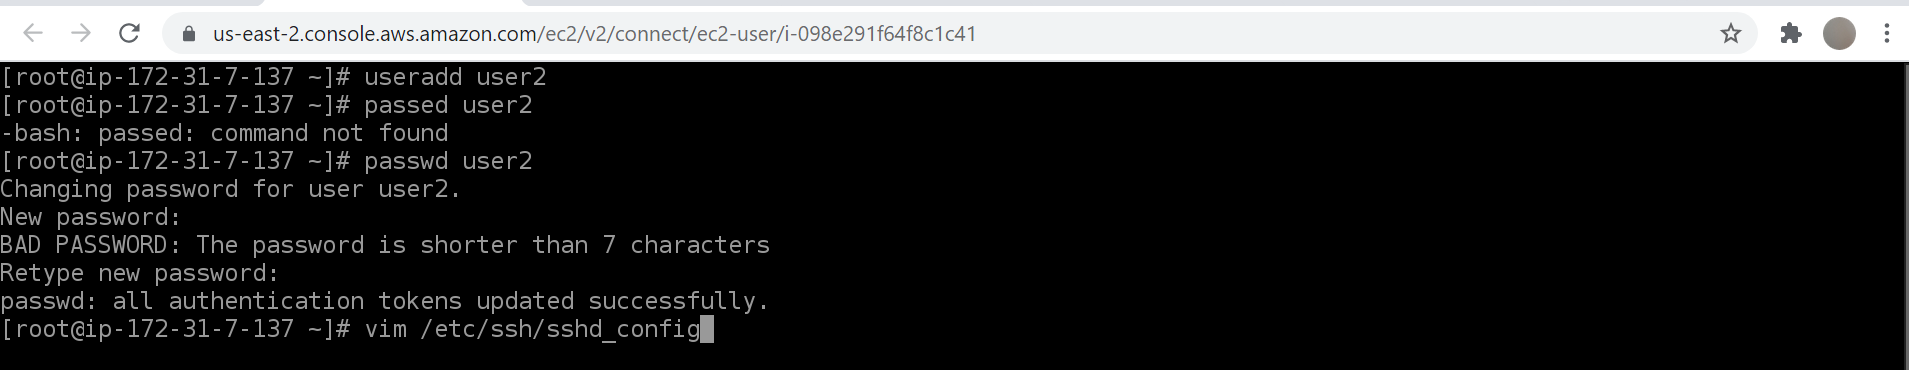 us-east-2.console.aws.amazon.com/ec2/v2/connect/ec2-user/i-098e291f64f8c1c41
[root@ip-172-31-7-137 ~]# useradd user2
[root@ip-172-31-7-137 ~]# passed user2
-bash: passed: command not found
[root@ip-172-31-7-137 ~]# passwd user2
Changing password for user user2.
New password:
BAD PASSWORD: The password is shorter than 7 characters
Retype new password:
passwd: all authentication tokens updated successfully.
[root@ip-172-31-7-137 ~]# vim /etc/ssh/sshd_config